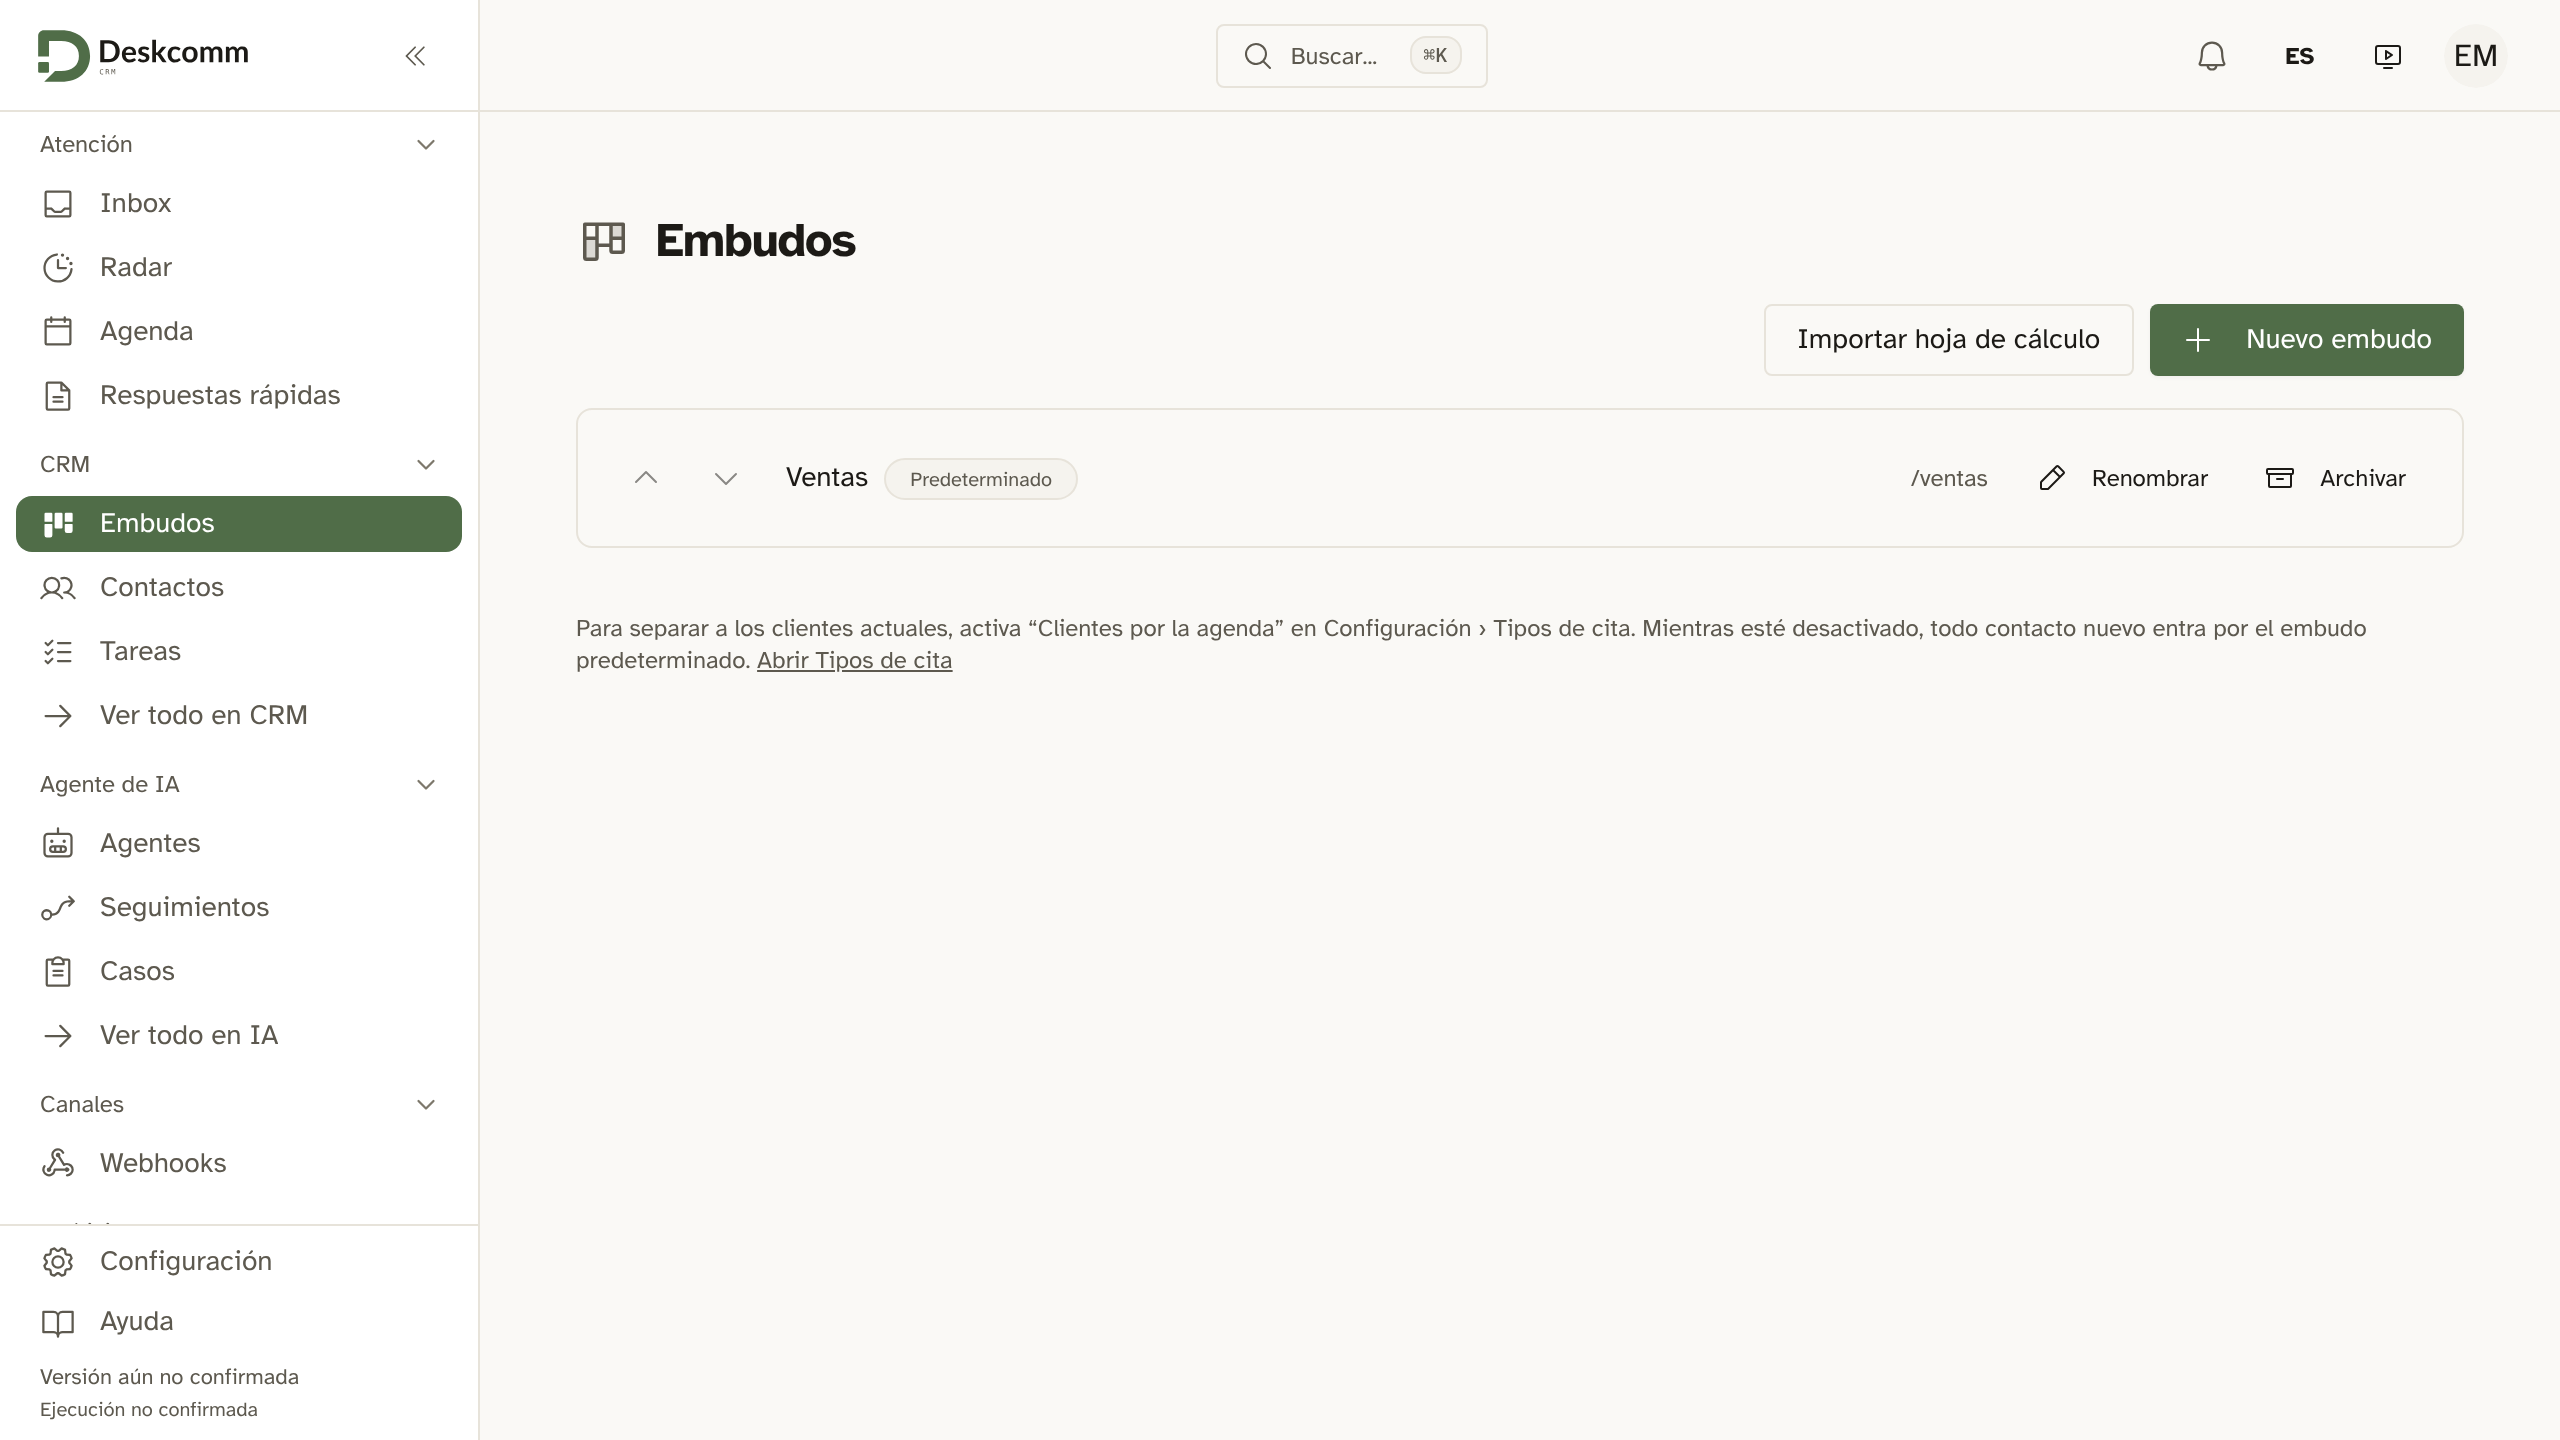 Deskcomm
CRM
Buscar...
⌘K
ES
EM
Atención
Inbox
Radar
Agenda
Respuestas rápidas
CRM
Embudos
Contactos
Tareas
Ver todo en CRM
Agente de IA
Agentes
Seguimientos
Casos
Ver todo en IA
Canales
Webhooks
Configuración
Ayuda
Versión aún no confirmada
Ejecución no confirmada
Embudos
Importar hoja de cálculo
Nuevo embudo
Ventas Predeterminado /ventas Renombrar Archivar
Para separar a los clientes actuales, activa “Clientes por la agenda” en Configuración › Tipos de cita. Mientras esté desactivado, todo contacto nuevo entra por el embudo
predeterminado. Abrir Tipos de cita